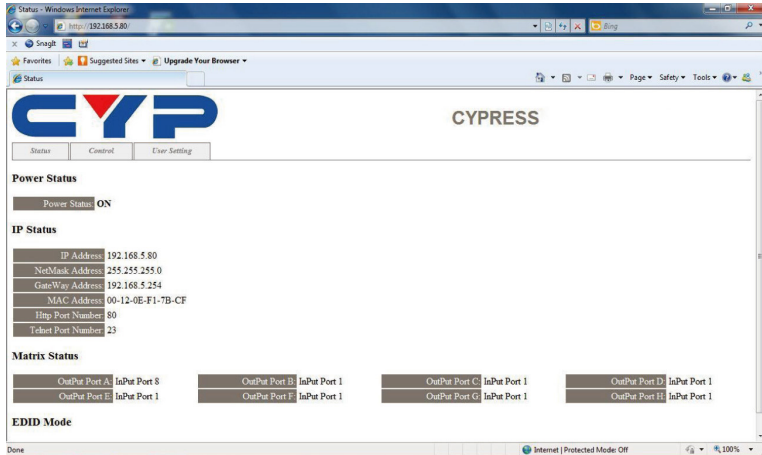 Status - Windows Internet Explorer
http://192.168.5.80/
Bing
x SnagIt
Favorites Suggested Sites Upgrade Your Browser
Status
Page Safety Tools
CYP
CYPRESS
Status Control User Setting
Power Status
Power Status: ON
IP Status
IP Address: 192.168.5.80
NetMask Address: 255.255.255.0
GateWay Address: 192.168.5.254
MAC Address: 00-12-0E-F1-7B-CF
Http Port Number: 80
Telnet Port Number: 23
Matrix Status
OutPut Port A: InPut Port 8 OutPut Port B: InPut Port 1 OutPut Port C: InPut Port 1 OutPut Port D: InPut Port 1
OutPut Port E: InPut Port 1 OutPut Port F: InPut Port 1 OutPut Port G: InPut Port 1 OutPut Port H: InPut Port 1
EDID Mode
Done Internet | Protected Mode: Off 100%